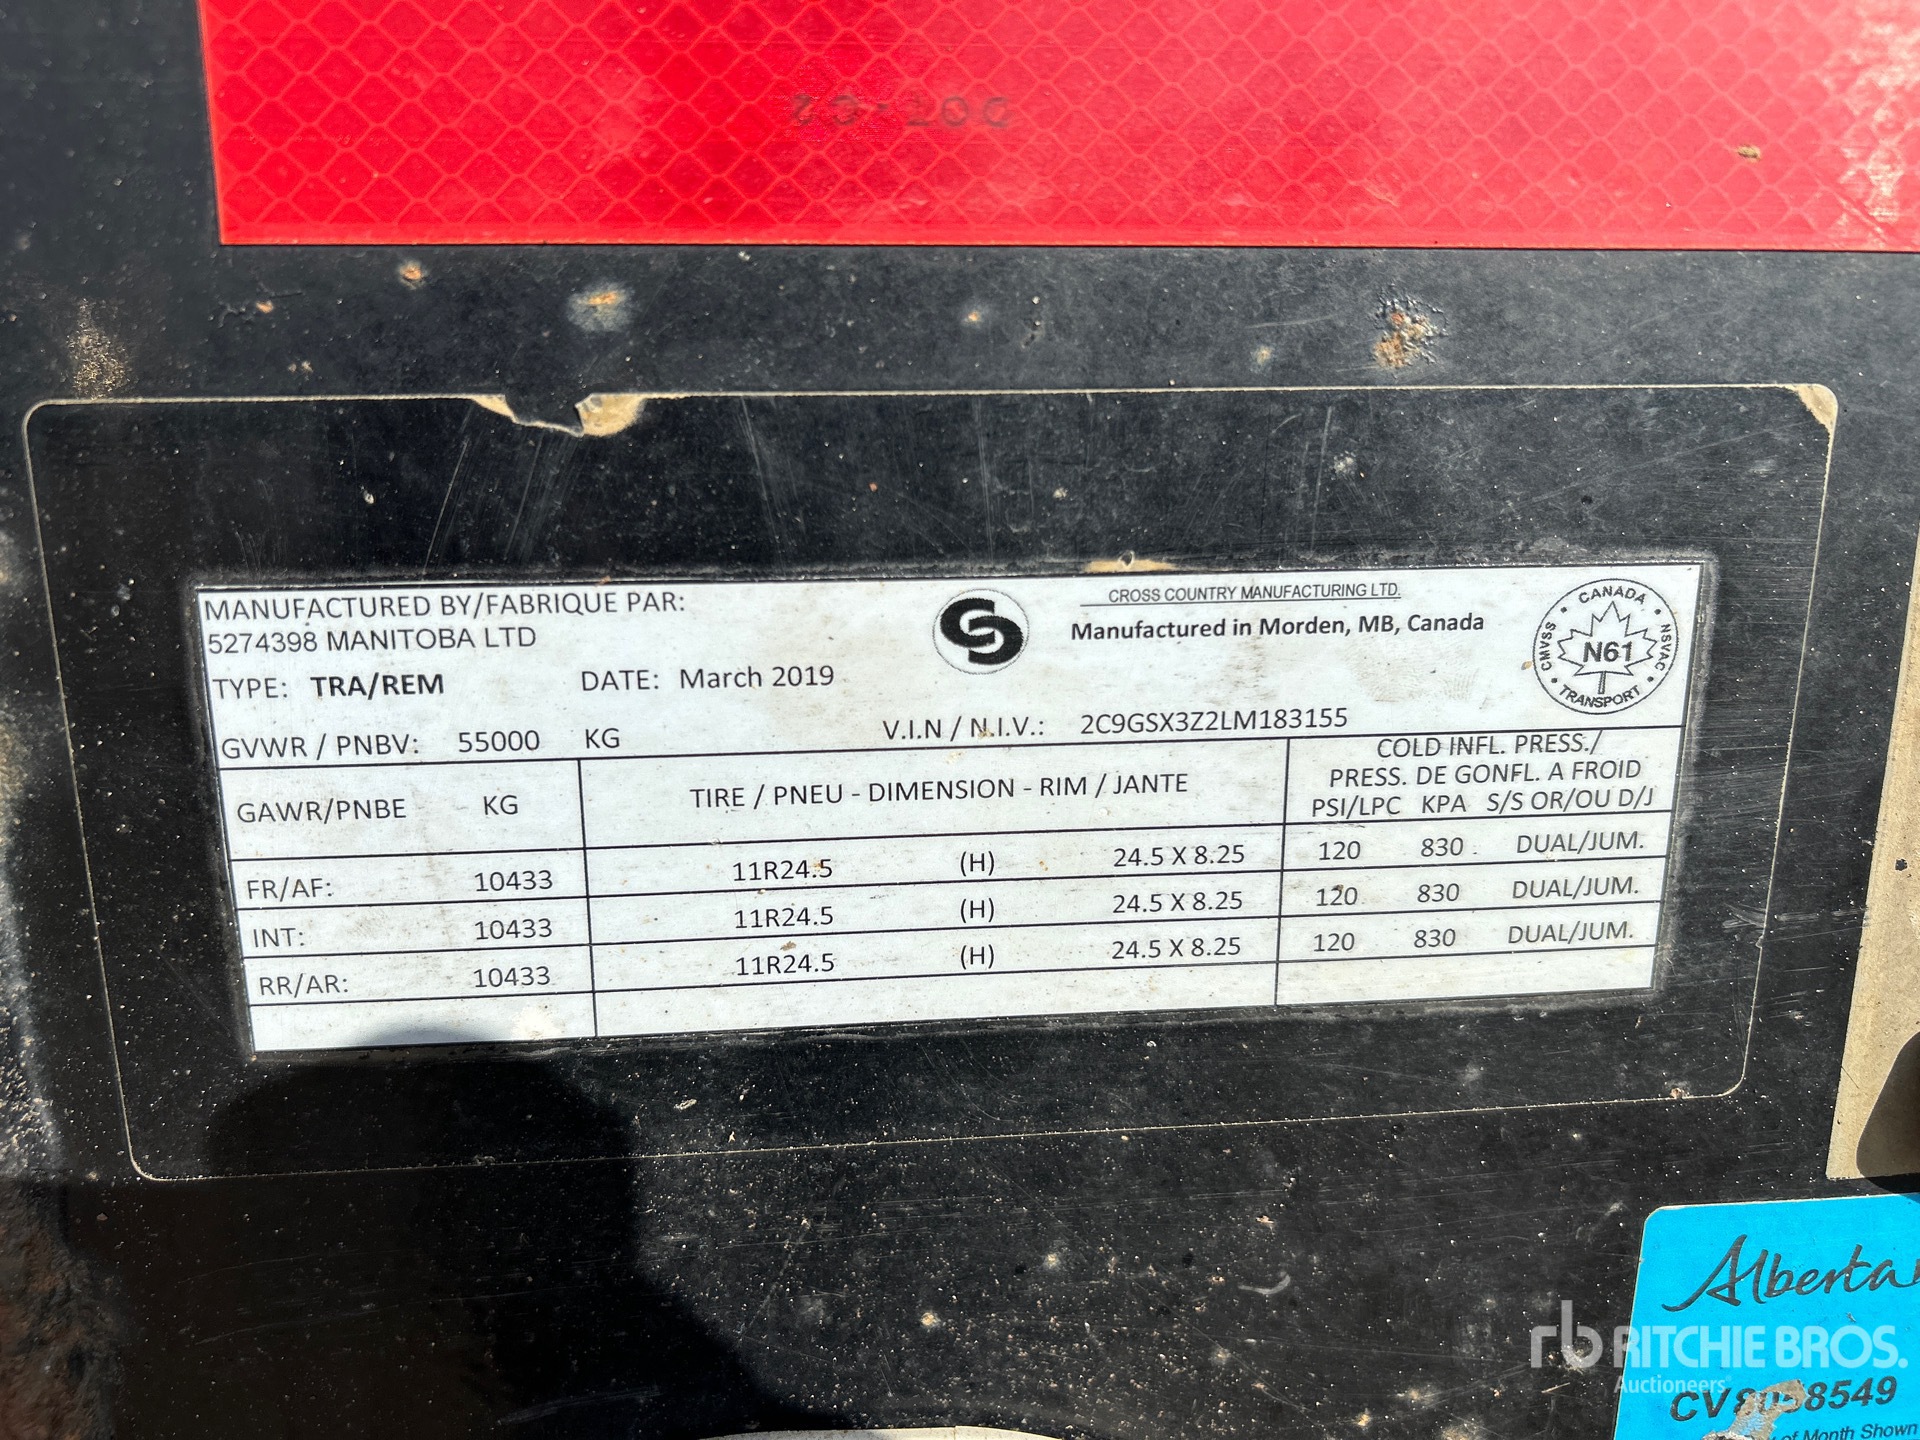 MANUFACTURED BY/FABRIQUE PAR:
5274398 MANITOBA LTD
CROSS COUNTRY MANUFACTURING LTD.
Manufactured in Morden, MB, Canada
CANADA
CMVSS
NSVAC
N61
TRANSPORT
TYPE: TRA/REM DATE: March 2019
GVWR / PNBV: 55000 KG V.I.N / N.I.V.: 2C9GSX3Z2LM183155
GAWR/PNBE KG TIRE / PNEU - DIMENSION - RIM / JANTE
COLD INFL. PRESS./
PRESS. DE GONFL. A FROID
PSI/LPC KPA S/S OR/OU D/J
FR/AF: 10433 11R24.5 (H) 24.5 X 8.25 120 830 DUAL/JUM.
INT: 10433 11R24.5 (H) 24.5 X 8.25 120 830 DUAL/JUM.
RR/AR: 10433 11R24.5 (H) 24.5 X 8.25 120 830 DUAL/JUM.
Alberta
rb RITCHIE BROS.
Auctioneers
of Month Shown